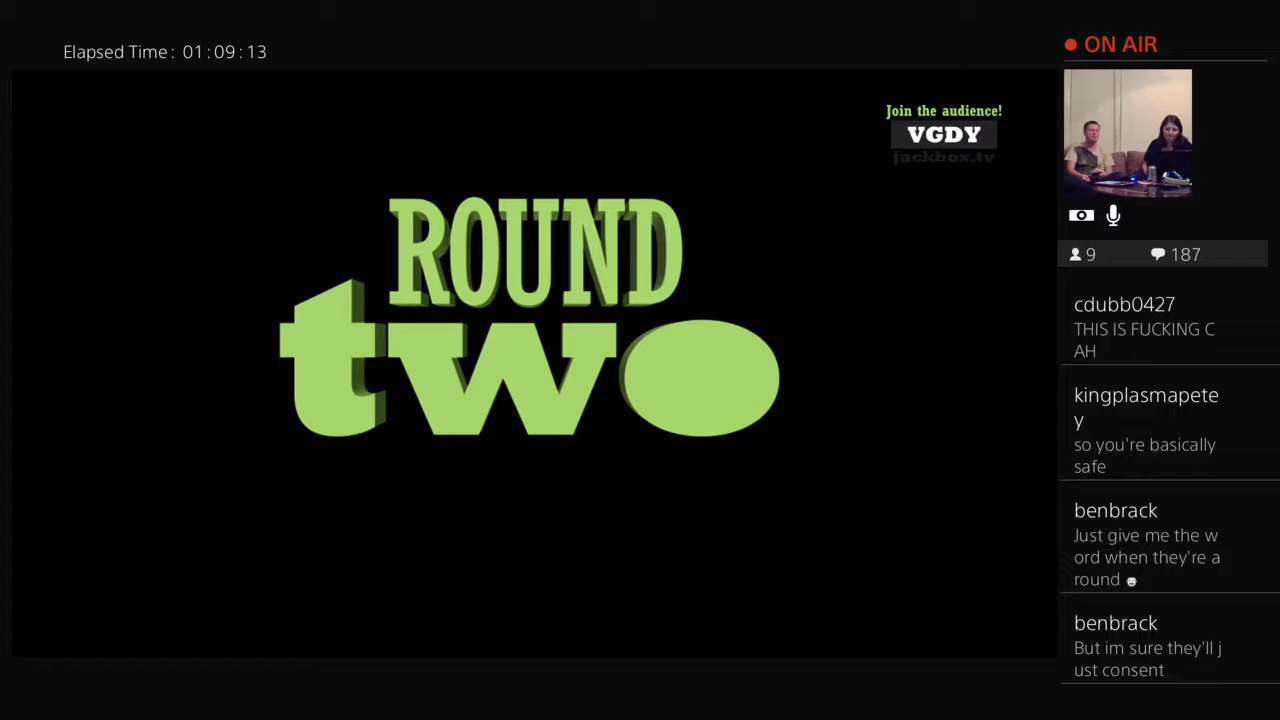 Elapsed Time: 01:09:13
ON AIR
Join the audience!
VGDY
jackbox.tv
ROUND
two
9 187
cdubb0427
THIS IS FUCKING C
AH
kingplasmapete
y
so you're basically
safe
benbrack
Just give me the w
ord when they're a
round
benbrack
But im sure they'll j
ust consent